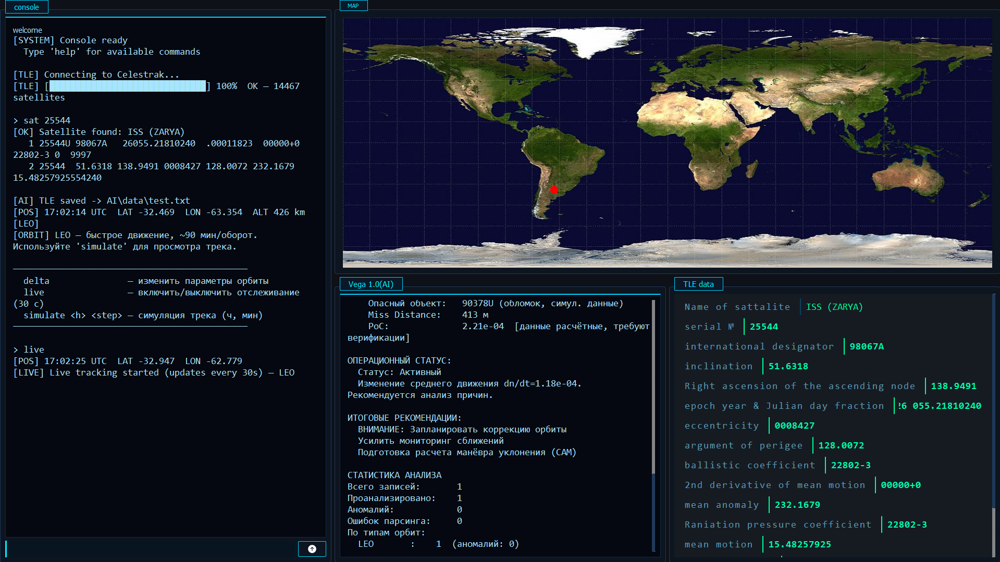 console
welcome
[SYSTEM] Console ready
Type 'help' for available commands
[TLE] Connecting to Celestrak...
[TLE] [██████████████████████████████] 100%  OK — 14467
satellites
> sat 25544
[OK] Satellite found: ISS (ZARYA)
1 25544U 98067A   26055.21810240  .00011823  00000+0
22802-3 0  9997
2 25544  51.6318 138.9491 0008427 128.0072 232.1679
15.48257925554240
[AI] TLE saved -> AI\data\test.txt
[POS] 17:02:14 UTC  LAT -32.469  LON -63.354  ALT 426 km
[LEO]
[ORBIT] LEO — быстрое движение, ~90 мин/оборот.
Используйте 'simulate' для просмотра трека.
delta — изменить параметры орбиты
live — включить/выключить отслеживание
(30 с)
simulate <h> <step> — симуляция трека (ч, мин)
> live
[POS] 17:02:25 UTC  LAT -32.947  LON -62.779
[LIVE] Live tracking started (updates every 30s) — LEO
MAP
Vega 1.0(AI)
Опасный объект:   90378U (обломок, симул. данные)
Miss Distance:    413 м
PoC:              2.21e-04  [данные расчётные, требуют
верификации]
ОПЕРАЦИОННЫЙ СТАТУС:
Статус: Активный
Изменение среднего движения dn/dt=1.18e-04.
Рекомендуется анализ причин.
ИТОГОВЫЕ РЕКОМЕНДАЦИИ:
ВНИМАНИЕ: Запланировать коррекцию орбиты
Усилить мониторинг сближений
Подготовка расчета манёвра уклонения (CAM)
СТАТИСТИКА АНАЛИЗА
Всего записей:       1
Проанализировано:    1
Аномалий:            0
Ошибок парсинга:     0
По типам орбит:
LEO       :    1  (аномалий: 0)
TLE data
Name of sattalite ISS (ZARYA)
serial № 25544
international designator 98067A
inclination 51.6318
Right ascension of the ascending node 138.9491
epoch year & Julian day fraction 26 055.21810240
eccentricity 0008427
argument of perigee 128.0072
ballistic coefficient 22802-3
2nd derivative of mean motion 00000+0
mean anomaly 232.1679
Raniation pressure coefficient 22802-3
mean motion 15.48257925